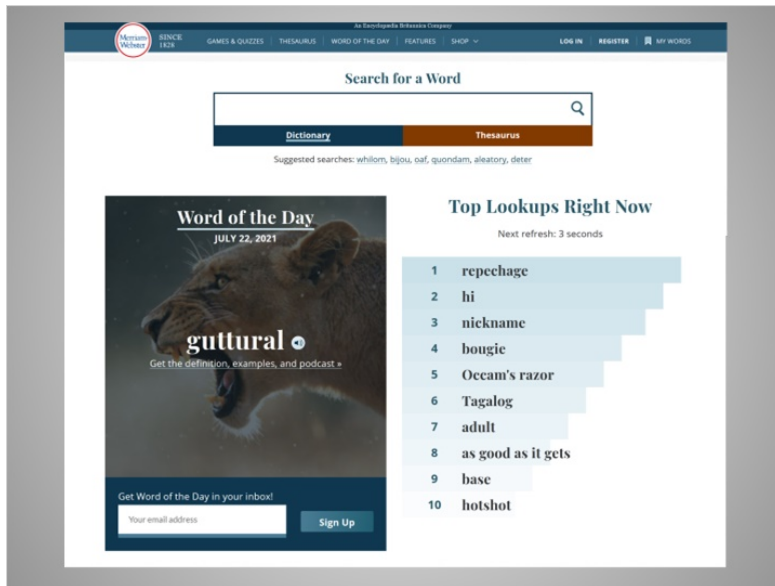 An Encyclopædia Britannica Company
Merriam-
Webster
SINCE
1828
GAMES & QUIZZES | THESAURUS | WORD OF THE DAY | FEATURES | SHOP
LOG IN | REGISTER | MY WORDS
Search for a Word
Dictionary
Thesaurus
Suggested searches: whilom, bijou, oaf, quondam, aleatory, deter
Word of the Day
JULY 22, 2021
guttural
Get the definition, examples, and podcast »
Get Word of the Day in your inbox!
Your email address
Sign Up
Top Lookups Right Now
Next refresh: 3 seconds
1 repechage
2 hi
3 nickname
4 bougie
5 Occam's razor
6 Tagalog
7 adult
8 as good as it gets
9 base
10 hotshot